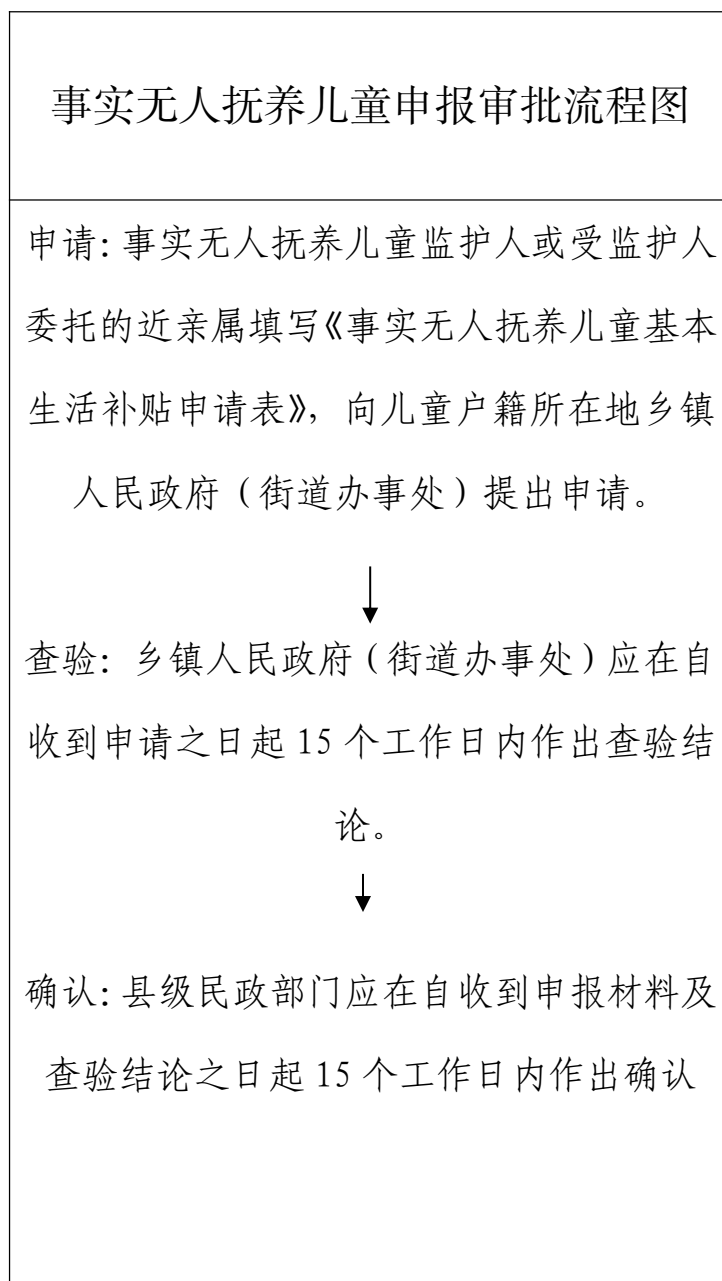 事实无人抚养儿童申报审批流程图
申请：事实无人抚养儿童监护人或受监护人
委托的近亲属填写《事实无人抚养儿童基本
生活补贴申请表》，向儿童户籍所在地乡镇
人民政府（街道办事处）提出申请。
查验：乡镇人民政府（街道办事处）应在自
收到申请之日起 15 个工作日内作出查验结
论。
确认：县级民政部门应在自收到申报材料及
查验结论之日起 15 个工作日内作出确认